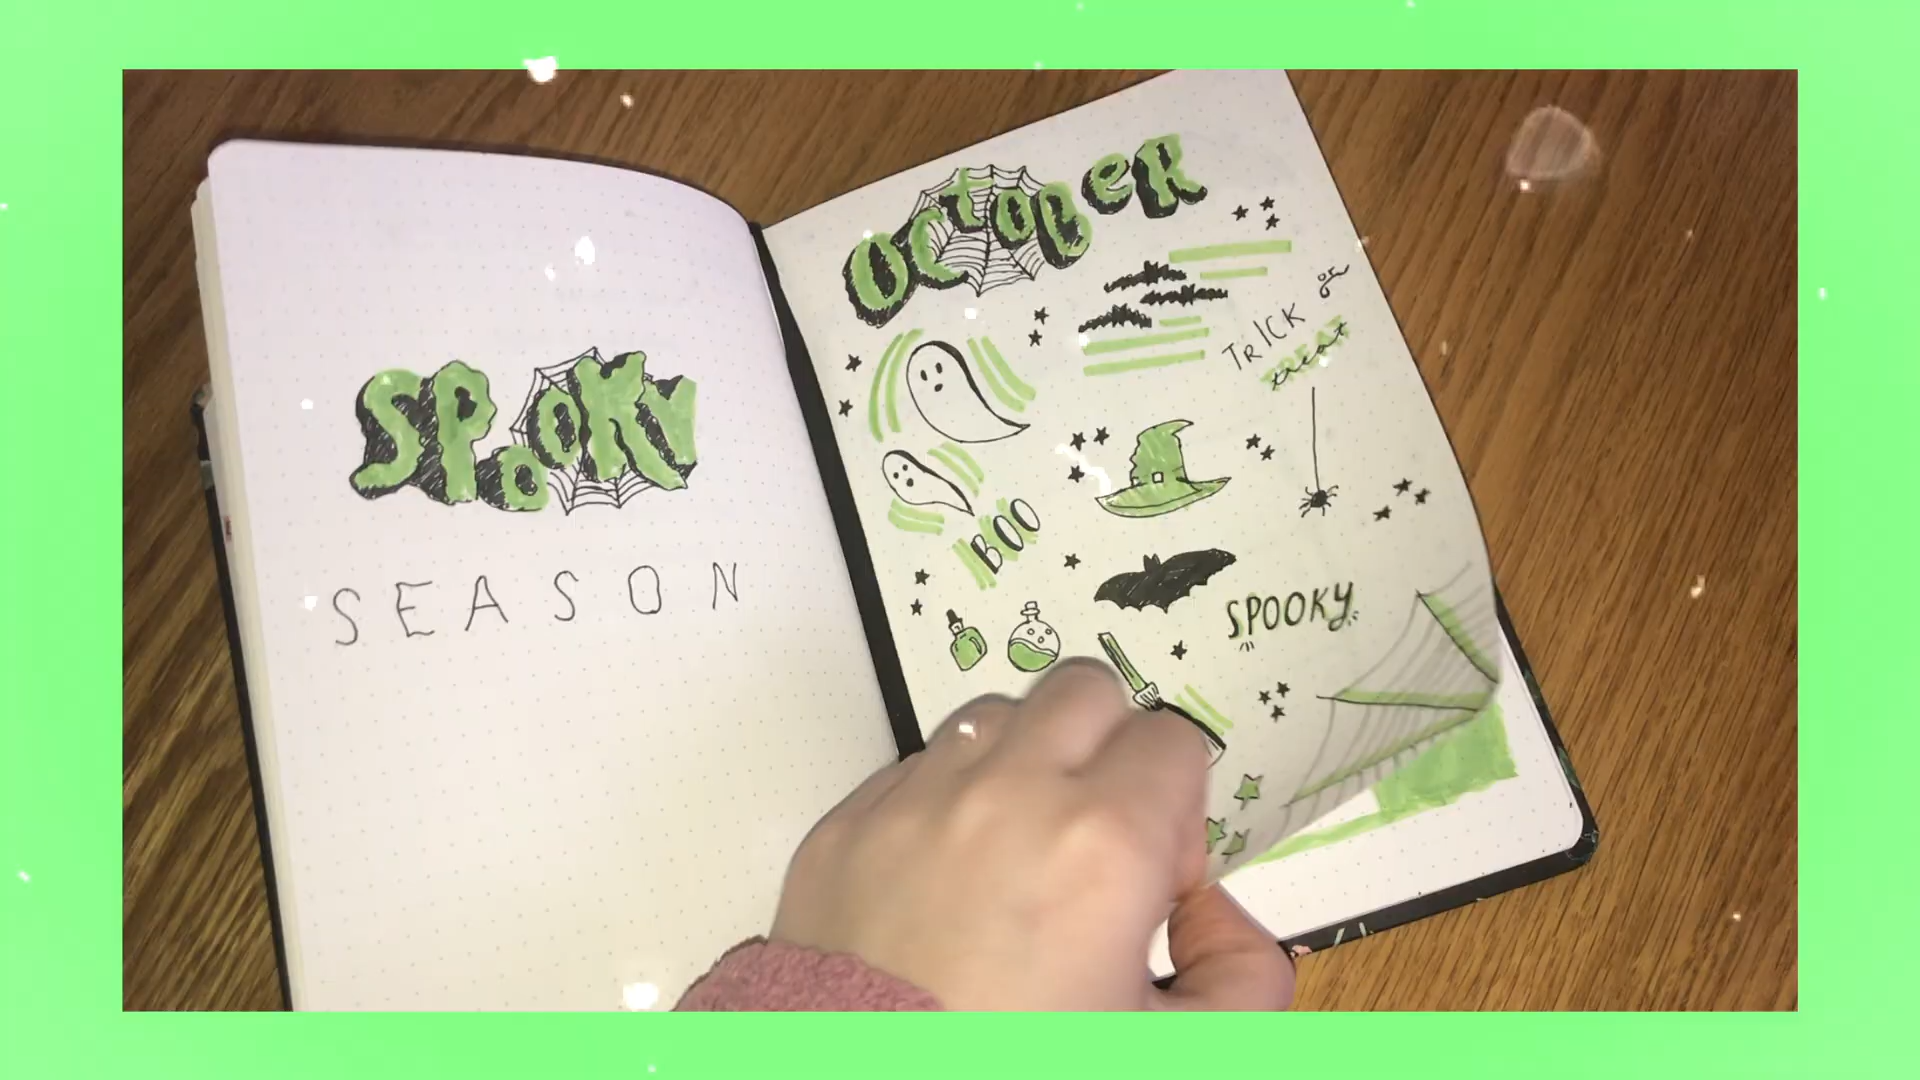 SPOOKY
SEASON
OCtOBeR
TRICK
or
treat
BOO
SPOOKY